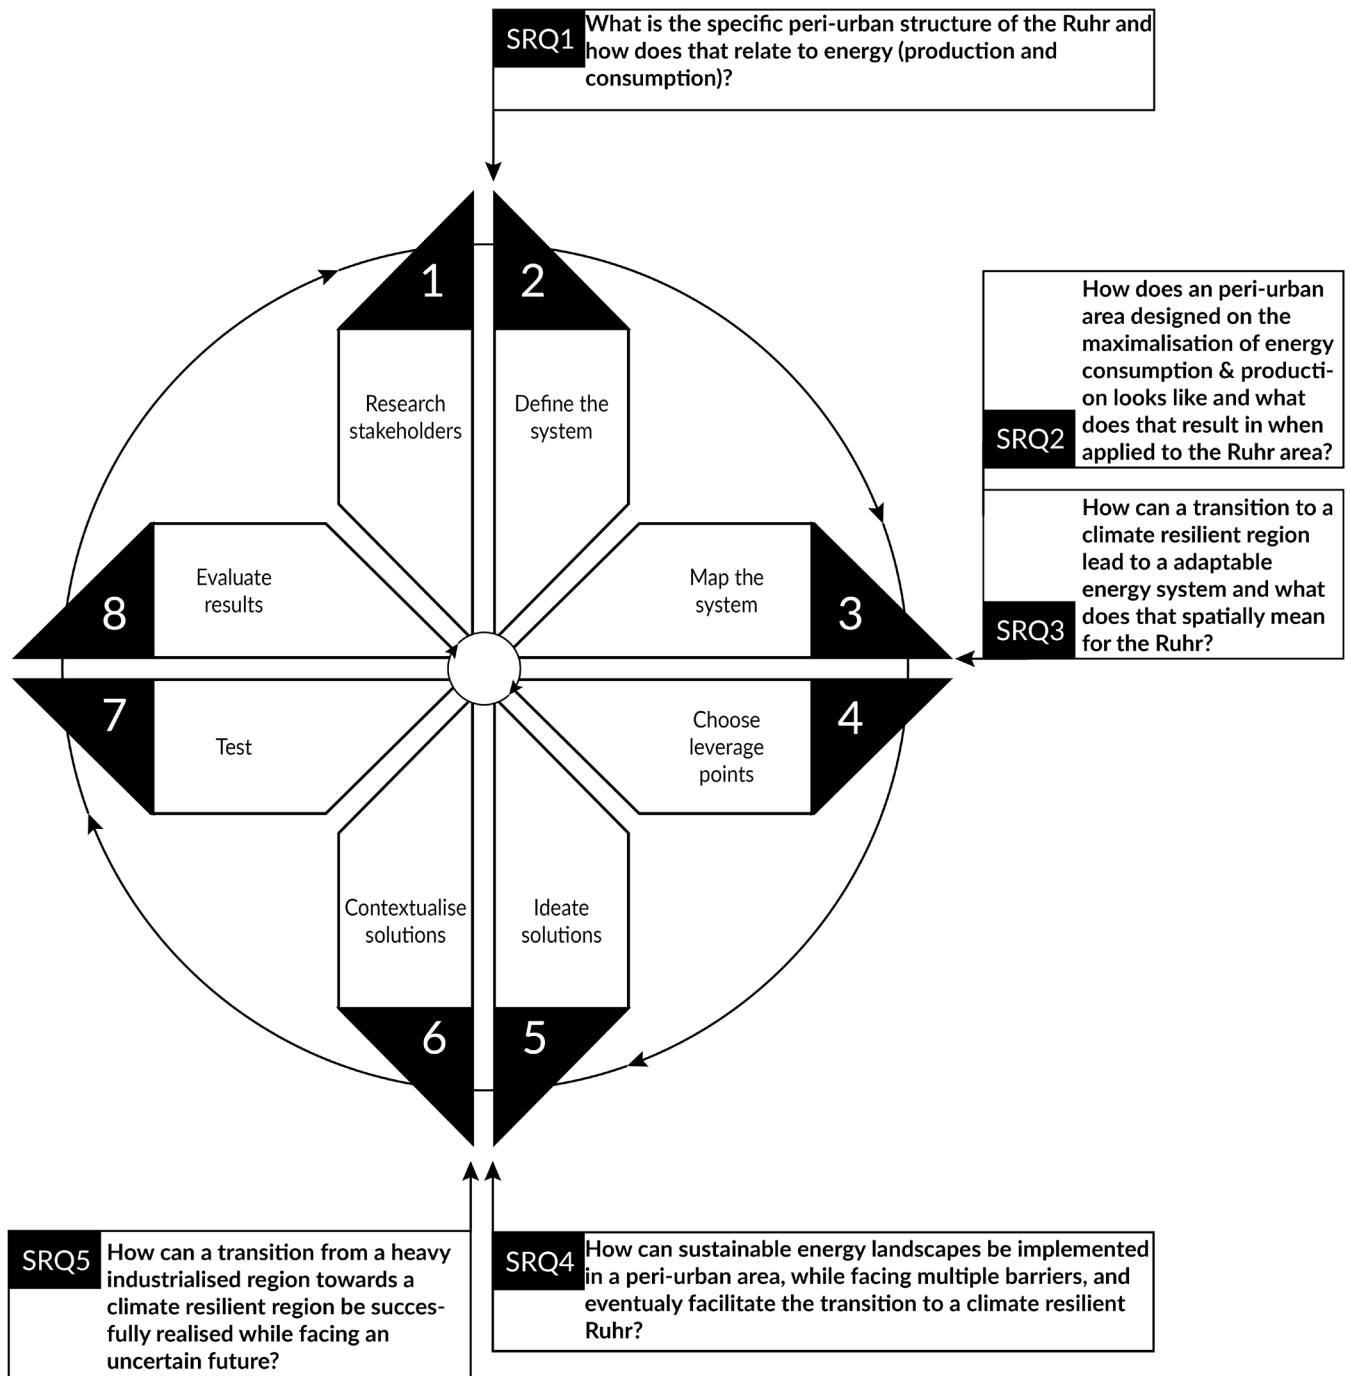 SRQ1
What is the specific peri-urban structure of the Ruhr and
how does that relate to energy (production and
consumption)?
1
2
Research
stakeholders
Define the
system
How does an peri-urban
area designed on the
maximalisation of energy
consumption & producti-
on looks like and what
does that result in when
applied to the Ruhr area?
SRQ2
How can a transition to a
climate resilient region
lead to a adaptable
energy system and what
does that spatially mean
for the Ruhr?
SRQ3
8
Evaluate
results
Map the
system
3
7
Test
Choose
leverage
points
4
Contextualise
solutions
Ideate
solutions
6
5
SRQ5
How can a transition from a heavy
industrialised region towards a
climate resilient region be succes-
fully realised while facing an
uncertain future?
SRQ4
How can sustainable energy landscapes be implemented
in a peri-urban area, while facing multiple barriers, and
eventualy facilitate the transition to a climate resilient
Ruhr?